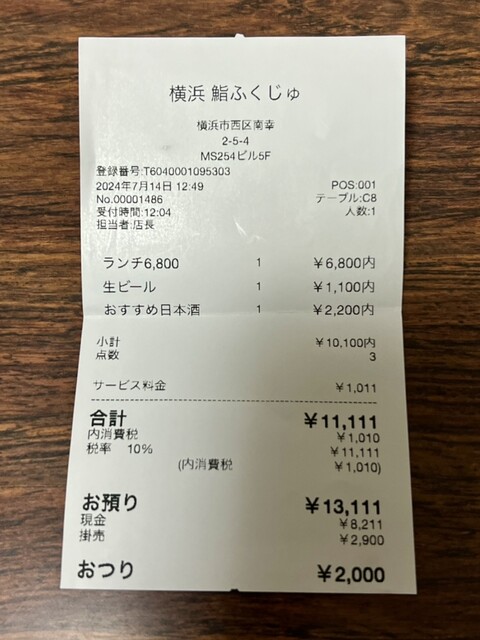 横浜 鮨ふくじゅ
横浜市西区南幸
2-5-4
MS254ビル5F
登録番号:T6040001095303
2024年7月14日 12:49 POS:001
No.00001486 テーブル:C8
受付時間:12:04 人数:1
担当者:店長
ランチ6,800 1 ¥6,800内
生ビール 1 ¥1,100内
おすすめ日本酒 1 ¥2,200内
小計 ¥10,100内
点数 3
サービス料金 ¥1,011
合計 ¥11,111
内消費税 ¥1,010
税率 10% ¥11,111
(内消費税 ¥1,010)
お預り ¥13,111
現金 ¥8,211
掛売 ¥2,900
おつり ¥2,000